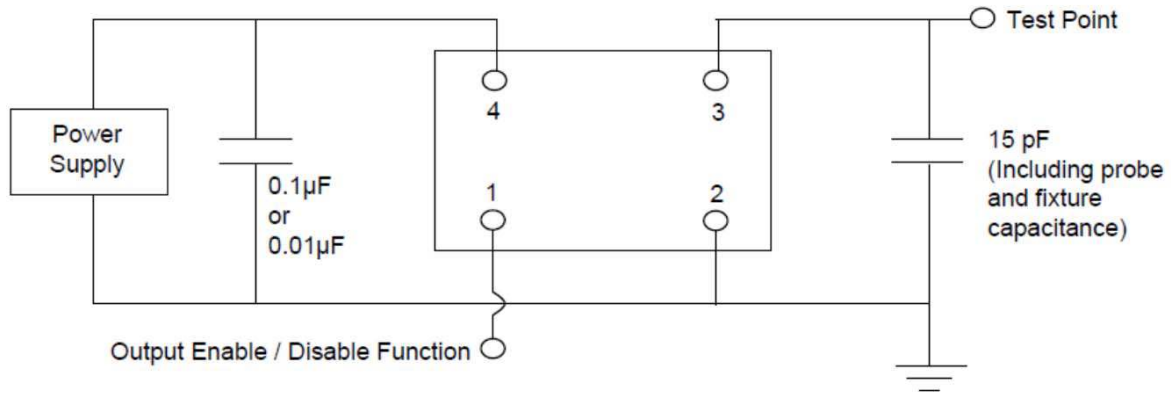 Test Point
4
3
Power
Supply
15 pF
(Including probe
and fixture
capacitance)
0.1µF
or
0.01µF
1
2
Output Enable / Disable Function